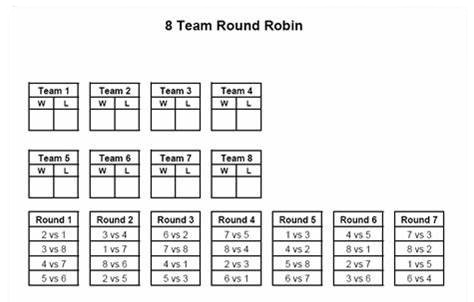 8 Team Round Robin
Team 1 Team 2 Team 3 Team 4
W L W L W L W L
Team 5 Team 6 Team 7 Team 8
W L W L W L W L
Round 1 Round 2 Round 3 Round 4 Round 5 Round 6 Round 7
2 vs 1 3 vs 4 6 vs 2 7 vs 5 1 vs 3 4 vs 5 7 vs 3
3 vs 8 1 vs 7 7 vs 8 8 vs 4 4 vs 2 8 vs 1 8 vs 2
4 vs 7 8 vs 6 4 vs 1 2 vs 3 5 vs 8 2 vs 7 1 vs 5
5 vs 6 2 vs 5 5 vs 3 6 vs 1 6 vs 7 3 vs 6 6 vs 4